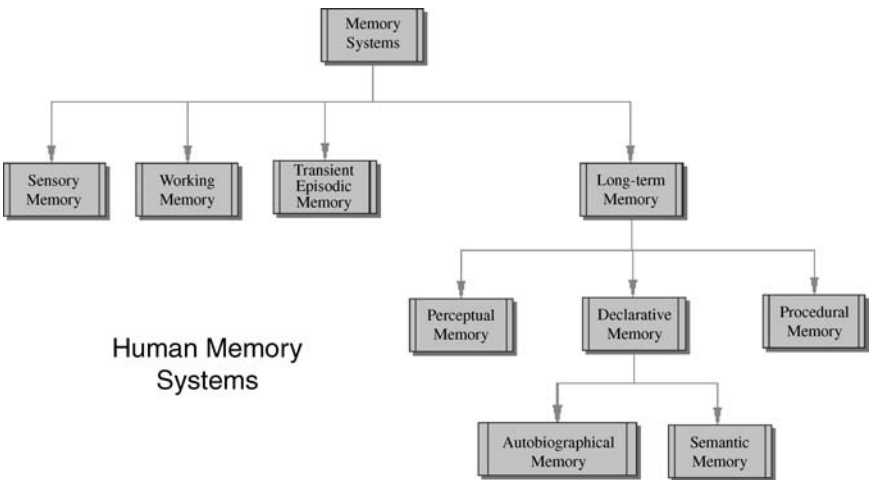 Memory
Systems
Sensory
Memory
Working
Memory
Transient
Episodic
Memory
Long-term
Memory
Perceptual
Memory
Declarative
Memory
Procedural
Memory
Human Memory
Systems
Autobiographical
Memory
Semantic
Memory